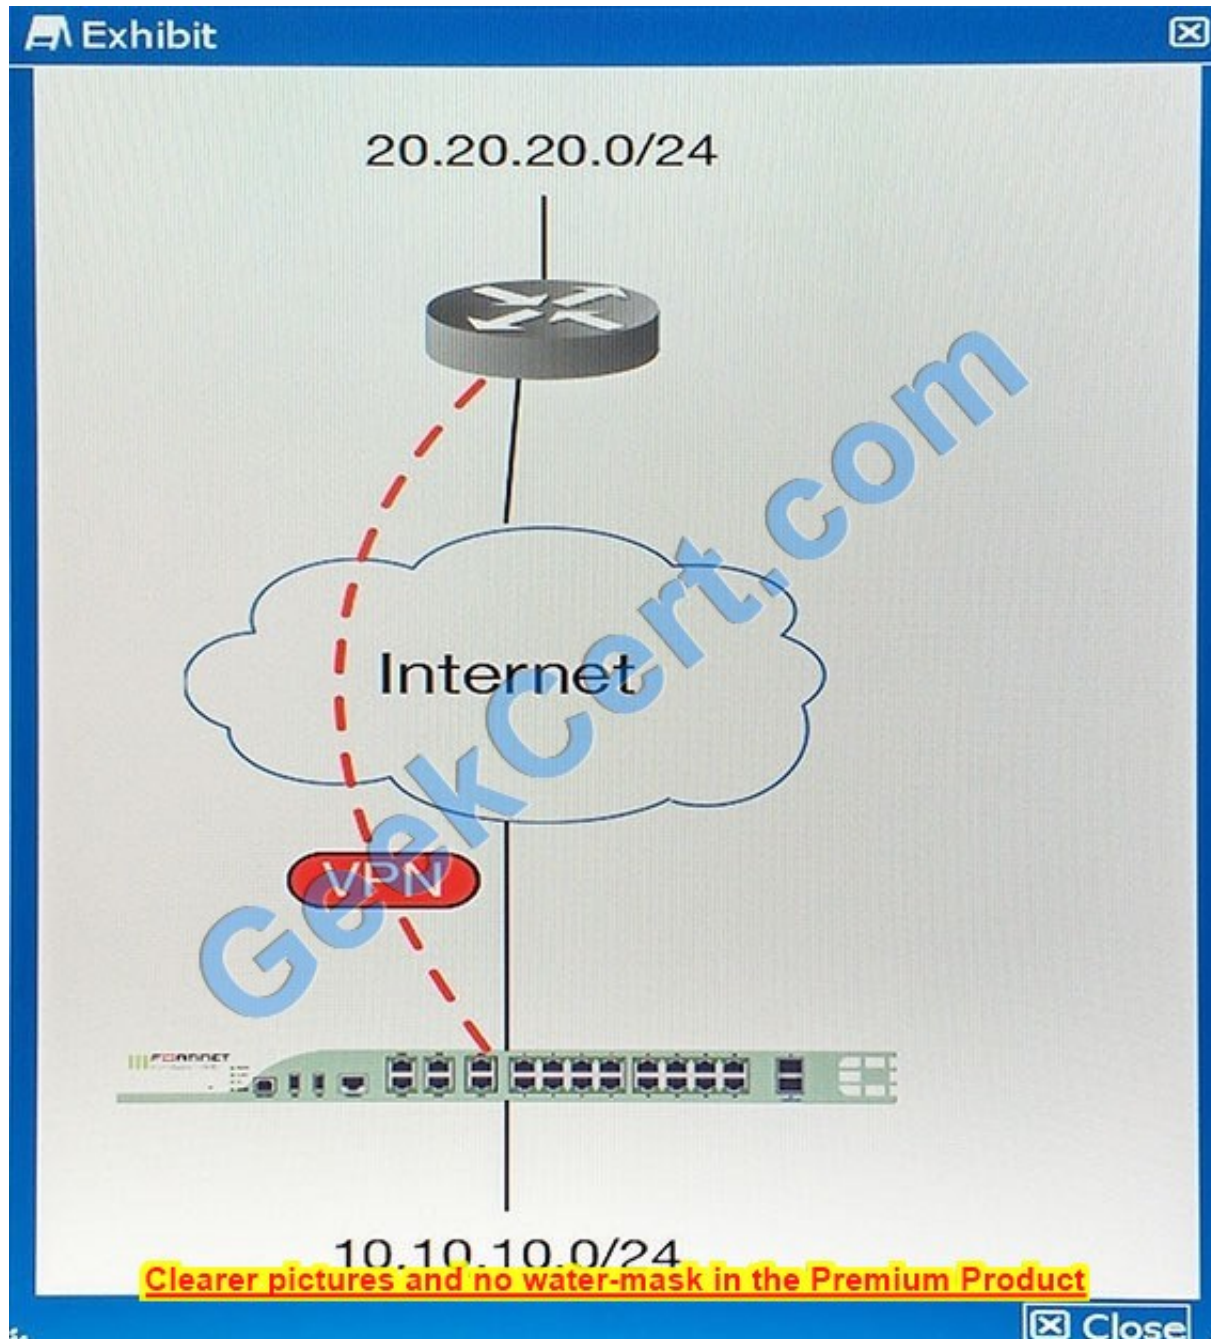 Exhibit
20.20.20.0/24
Internet
GeekCert.com
VPN
FORTINET
10.10.10.0/24
Clearer pictures and no water-mask in the Premium Product
Close